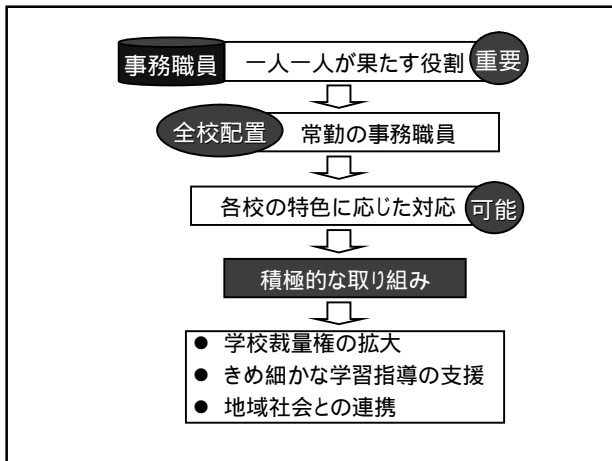 事務職員 一人一人が果たす役割 重要
全校配置 常勤の事務職員
各校の特色に応じた対応 可能
積極的な取り組み
● 学校裁量権の拡大
● きめ細かな学習指導の支援
● 地域社会との連携